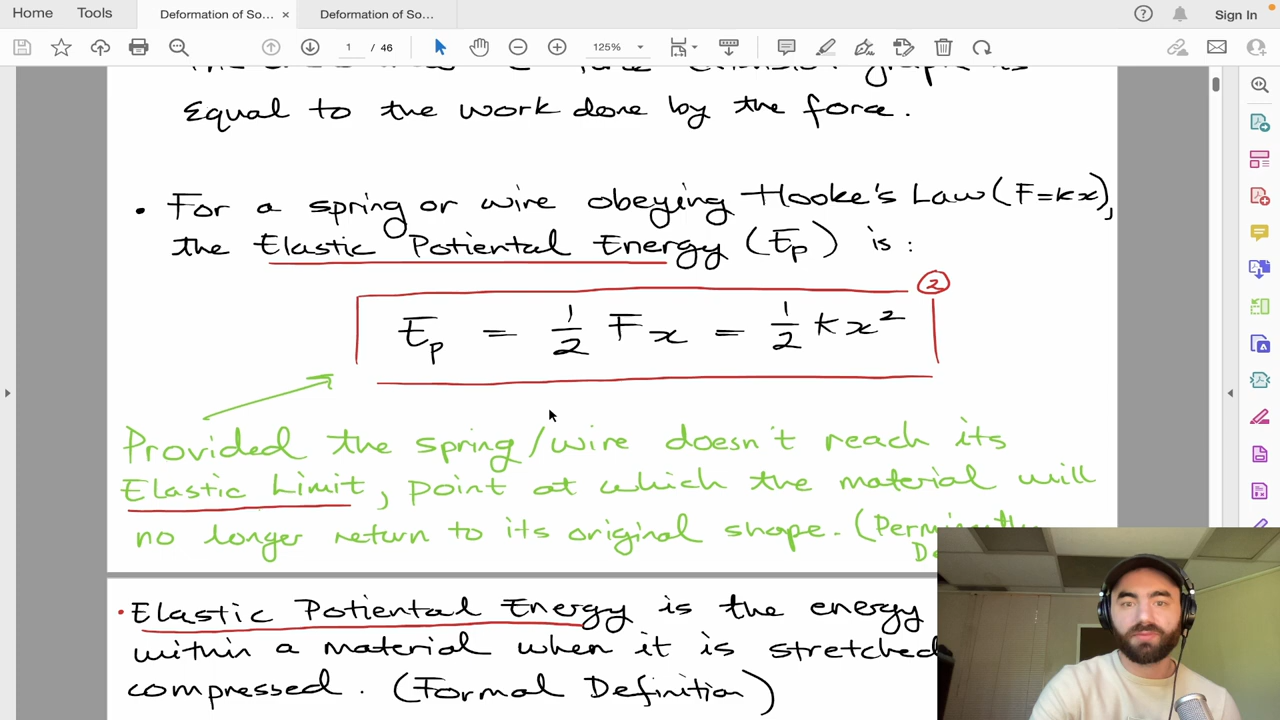 Home Tools Deformation of So... × Deformation of So...
Sign In
1 / 46 125%
Equal to the work done by the force.
• For a spring or wire obeying Hooke's Law (F=kx),
the Elastic Potiental Energy (Ep) is:
②
Ep = 1/2 Fx = 1/2 kx²
Provided the spring/wire doesn't reach its
Elastic Limit, point at which the material will
no longer return to its original shape.
• Elastic Potiental Energy is the energy
within a material when it is stretched
compressed. (Formal Definition)